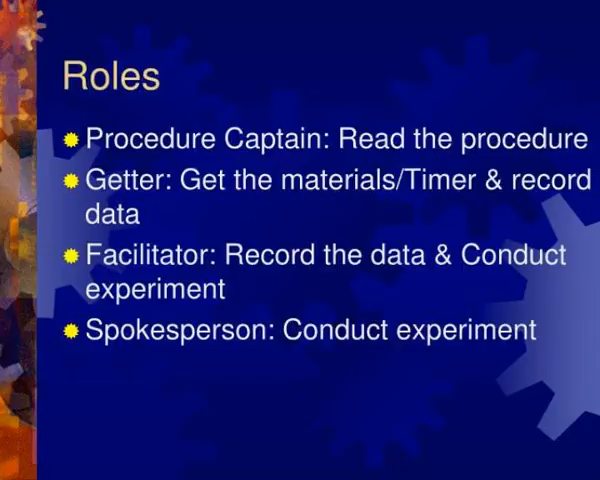 Roles
Procedure Captain: Read the procedure
Getter: Get the materials/Timer & record
data
Facilitator: Record the data & Conduct
experiment
Spokesperson: Conduct experiment